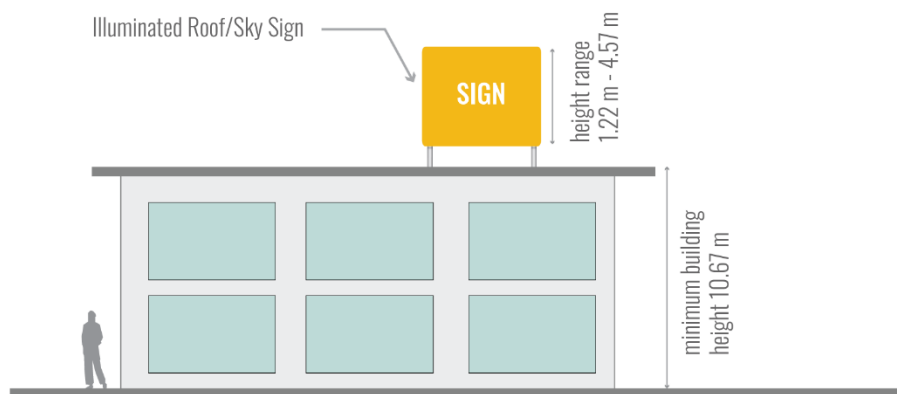 Illuminated Roof/Sky Sign
SIGN
height range
1.22 m - 4.57 m
minimum building
height 10.67 m